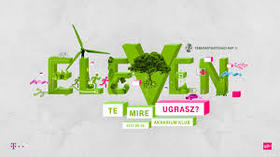 ELEVEN.
TE
MIRE
UGRASZ?
AKVÁRIUM KLUB